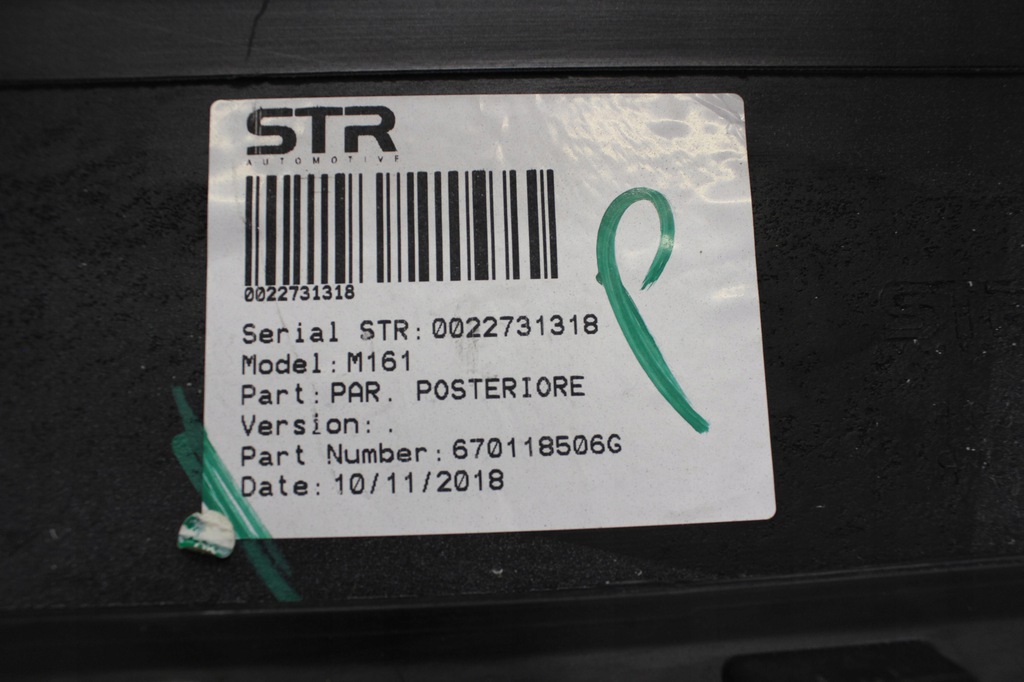 STR
AUTOMOTIVE
0022731318
Serial STR: 0022731318
Model: M161
Part: PAR. POSTERIORE
Version: .
Part Number: 670118506G
Date: 10/11/2018
STR